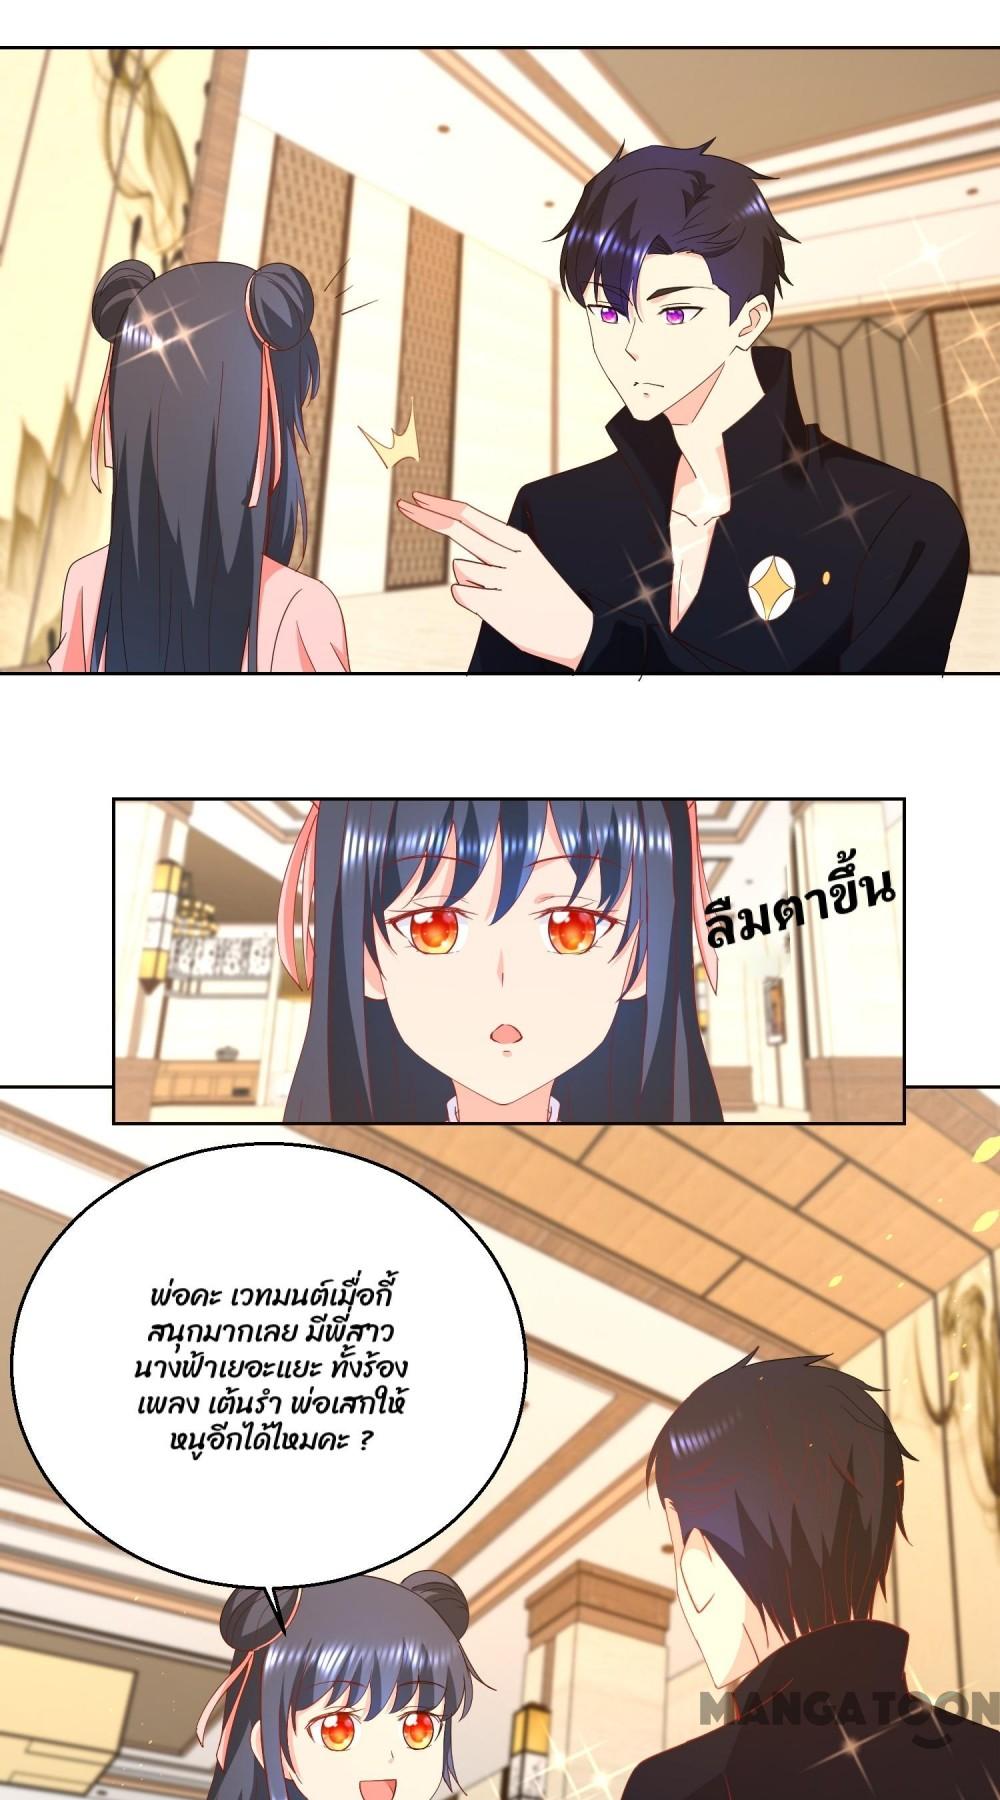 ลืมตาขึ้น
พ่อคะ เวทมนต์เมื่อกี้
สนุกมากเลย มีพี่สาว
นางฟ้าเยอะแยะ ทั้งร้อง
เพลง เต้นรำ พ่อเสกให้
หนูอีกได้ไหมคะ ?
MANGATOON